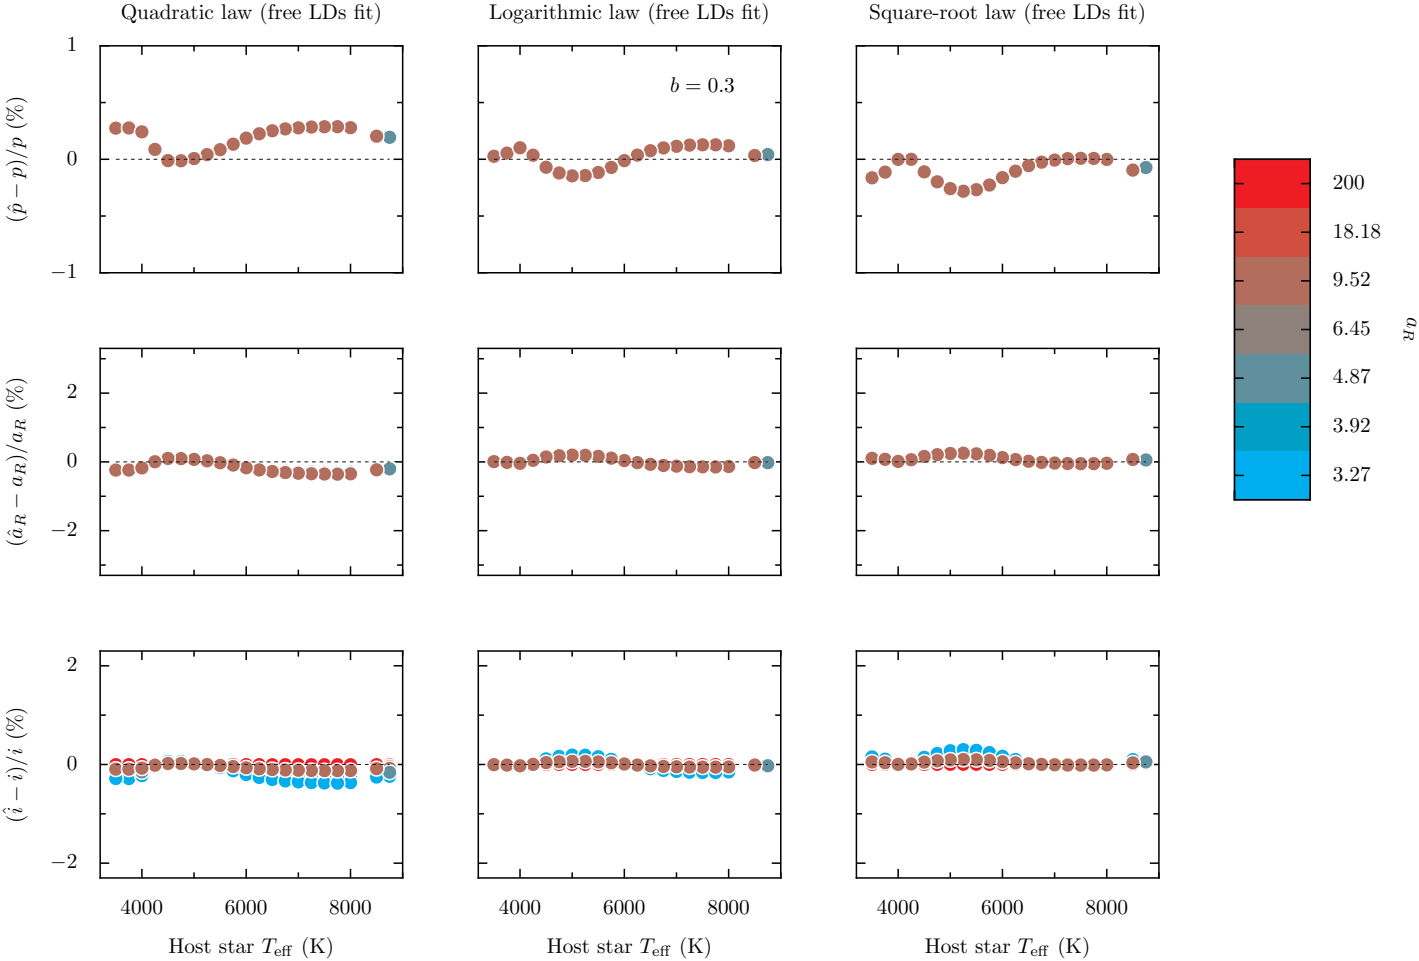 Quadratic law (free LDs fit)
Logarithmic law (free LDs fit)
Square-root law (free LDs fit)
(p̂ − p)/p (%)
1
0
−1
b = 0.3
(â_R − a_R)/a_R (%)
2
0
−2
(î − i)/i (%)
2
0
−2
4000 6000 8000
4000 6000 8000
4000 6000 8000
Host star T_eff (K)
Host star T_eff (K)
Host star T_eff (K)
200
18.18
9.52
6.45
4.87
3.92
3.27
a_R